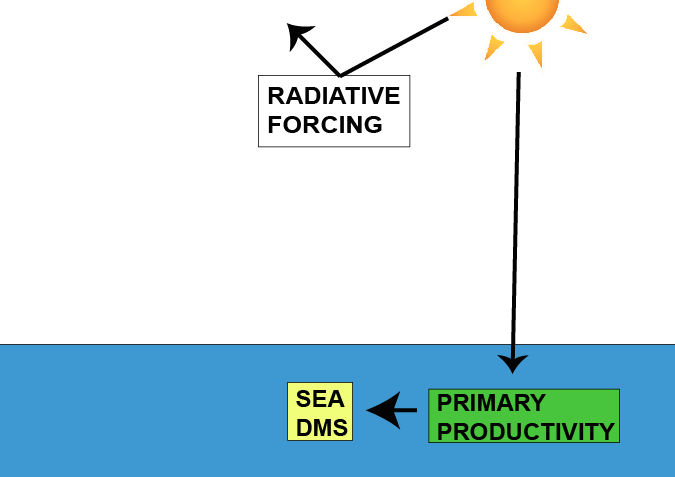 RADIATIVE
FORCING
SEA
DMS
PRIMARY
PRODUCTIVITY